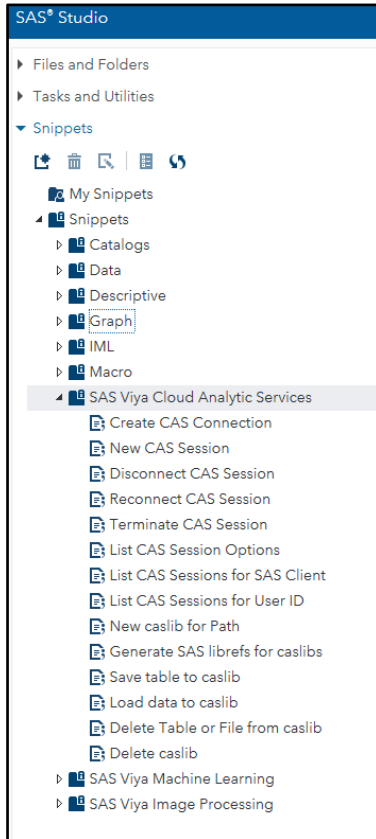 SAS® Studio
Files and Folders
Tasks and Utilities
Snippets
My Snippets
Snippets
Catalogs
Data
Descriptive
Graph
IML
Macro
SAS Viya Cloud Analytic Services
Create CAS Connection
New CAS Session
Disconnect CAS Session
Reconnect CAS Session
Terminate CAS Session
List CAS Session Options
List CAS Sessions for SAS Client
List CAS Sessions for User ID
New caslib for Path
Generate SAS librefs for caslibs
Save table to caslib
Load data to caslib
Delete Table or File from caslib
Delete caslib
SAS Viya Machine Learning
SAS Viya Image Processing